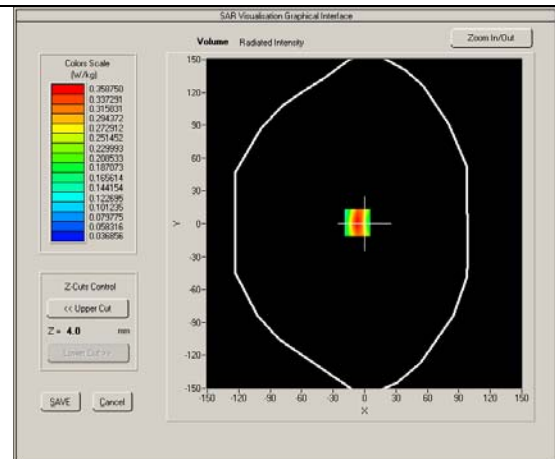 SAR Visualisation Graphical Interface
Volume Radiated Intensity
Zoom In/Out
Colors Scale
(W/kg)
0.358750
0.337291
0.315831
0.294372
0.272912
0.251452
0.229993
0.208533
0.187073
0.165614
0.144154
0.122695
0.101235
0.079775
0.058316
0.036856
Z-Cuts Control
<< Upper Cut
Z = 4.0 mm
Lower Cut >>
SAVE Cancel
150
120
90
60
30
0
-30
-60
-90
-120
-150
Y
-150 -120 -90 -60 -30 0 30 60 90 120 150
X